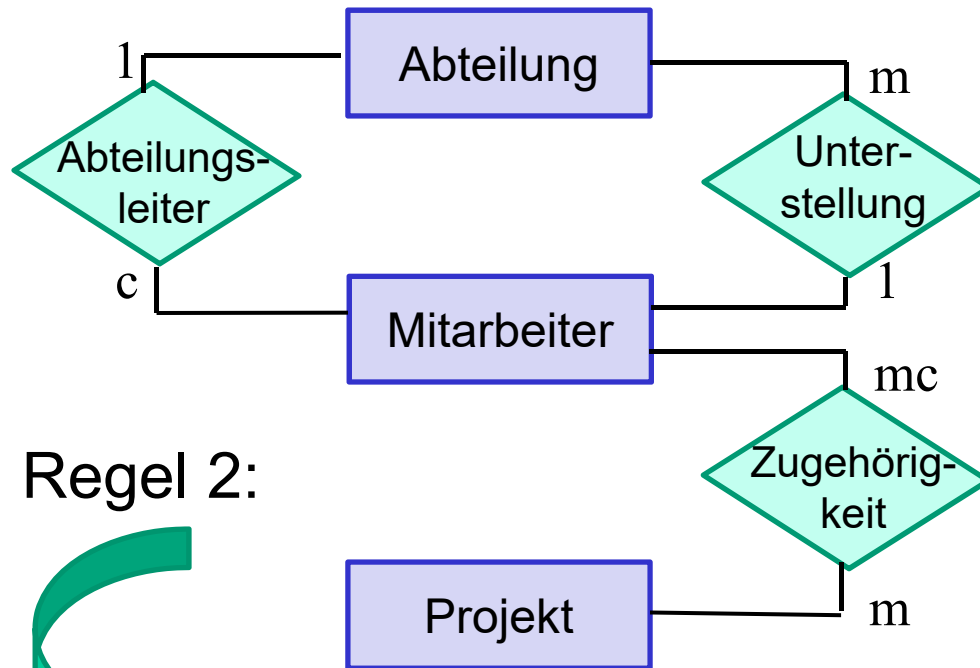 1
Abteilung
m
Abteilungs-
leiter
Unter-
stellung
c
1
Mitarbeiter
mc
Regel 2:
Zugehörig-
keit
Projekt
m